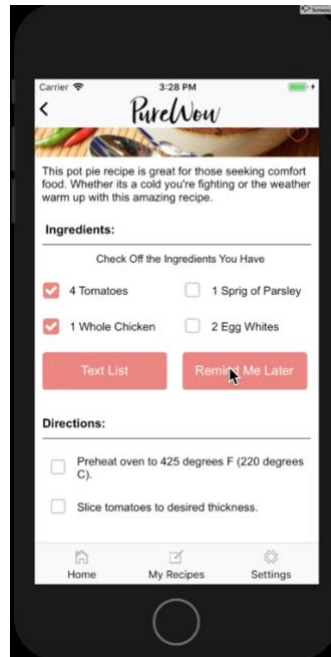 Carrier 3:28 PM
PureWow
This pot pie recipe is great for those seeking comfort
food. Whether its a cold you're fighting or the weather
warm up with this amazing recipe.
Ingredients:
Check Off the Ingredients You Have
4 Tomatoes 1 Sprig of Parsley
1 Whole Chicken 2 Egg Whites
Text List Remind Me Later
Directions:
Preheat oven to 425 degrees F (220 degrees
C).
Slice tomatoes to desired thickness.
Home My Recipes Settings